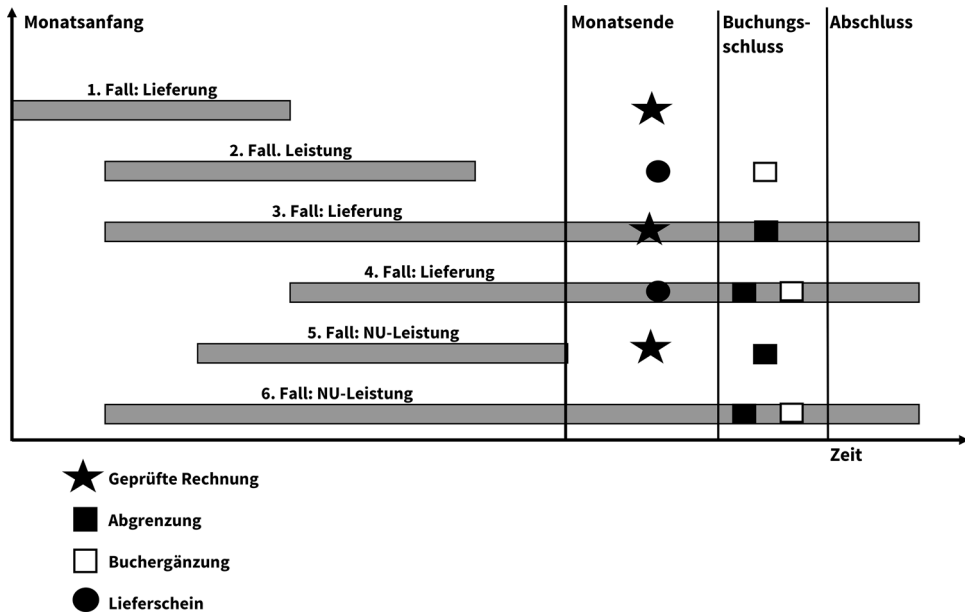 Monatsanfang
Monatsende
Buchungs-
schluss
Abschluss
1. Fall: Lieferung
2. Fall. Leistung
3. Fall: Lieferung
4. Fall: Lieferung
5. Fall: NU-Leistung
6. Fall: NU-Leistung
Zeit
Geprüfte Rechnung
Abgrenzung
Buchergänzung
Lieferschein